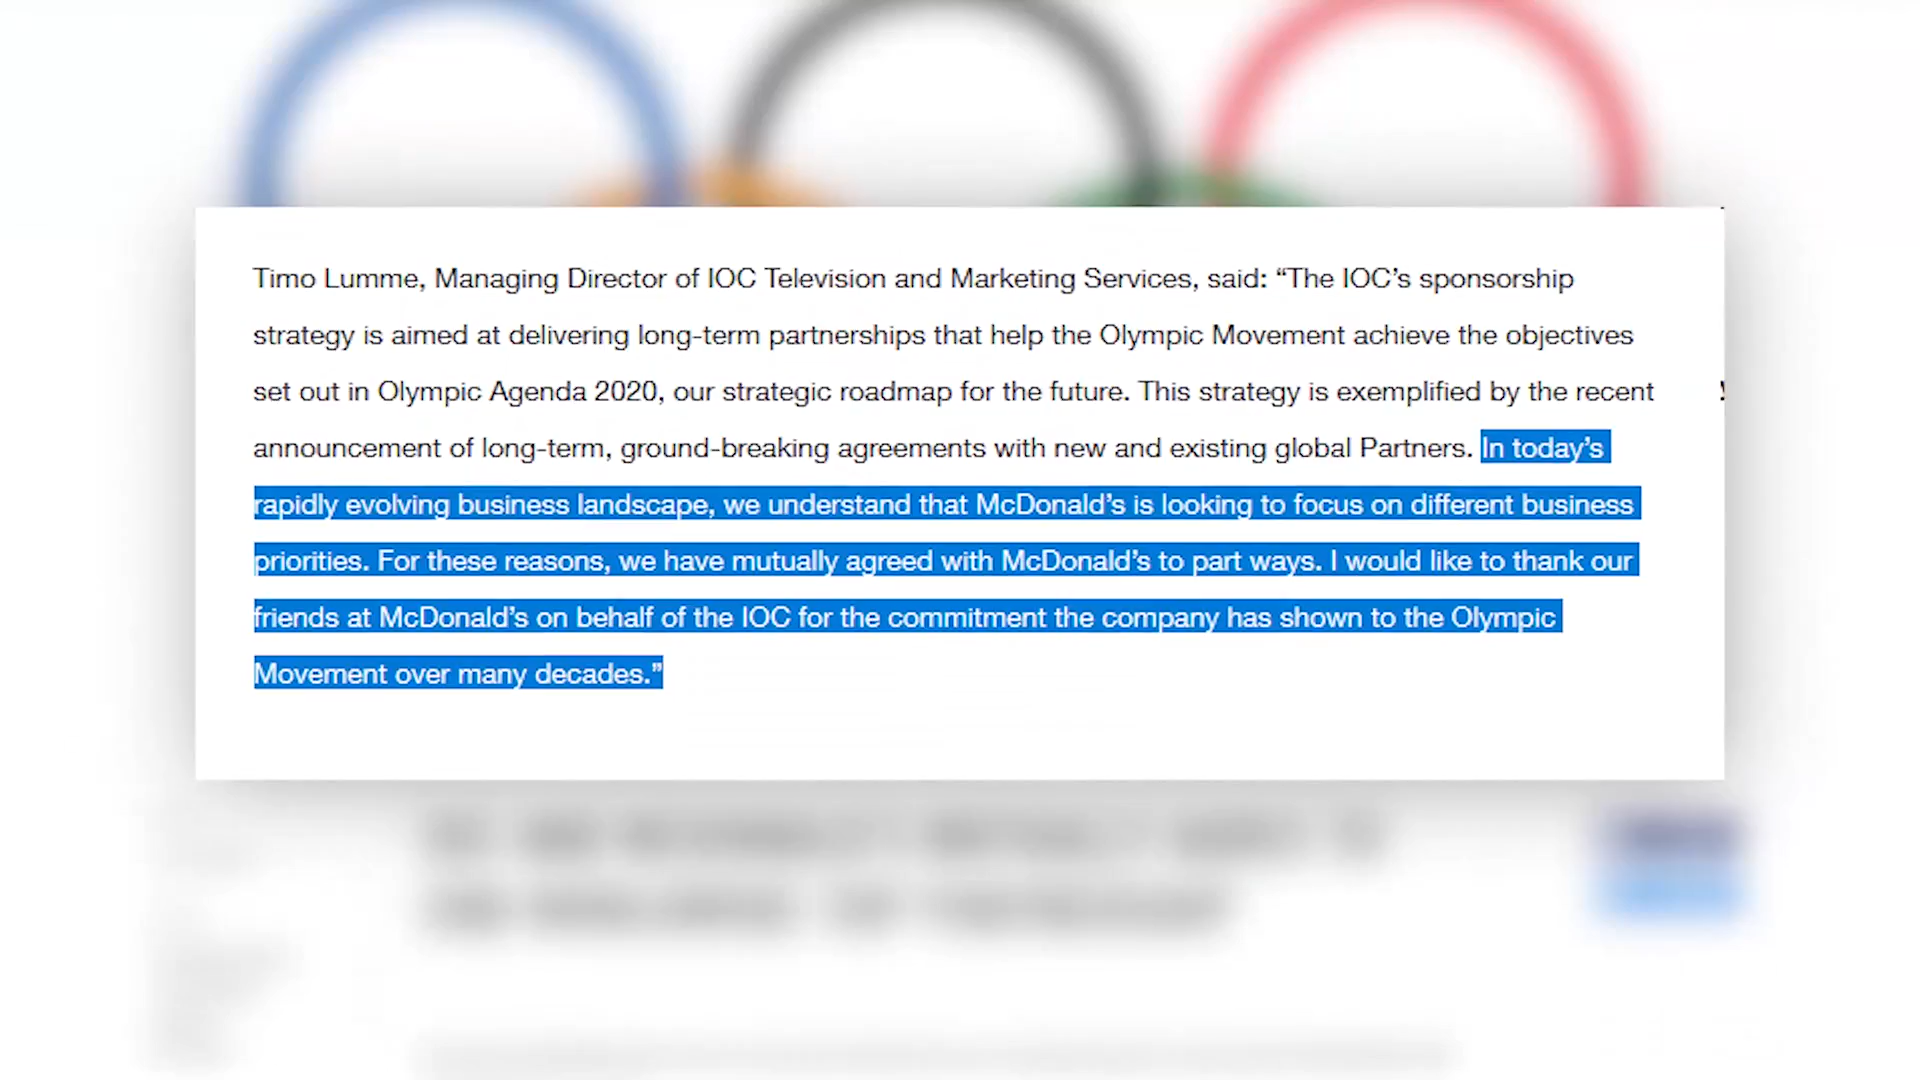 Timo Lumme, Managing Director of IOC Television and Marketing Services, said: “The IOC’s sponsorship
strategy is aimed at delivering long-term partnerships that help the Olympic Movement achieve the objectives
set out in Olympic Agenda 2020, our strategic roadmap for the future. This strategy is exemplified by the recent
announcement of long-term, ground-breaking agreements with new and existing global Partners. In today’s
rapidly evolving business landscape, we understand that McDonald’s is looking to focus on different business
priorities. For these reasons, we have mutually agreed with McDonald’s to part ways. I would like to thank our
friends at McDonald’s on behalf of the IOC for the commitment the company has shown to the Olympic
Movement over many decades.”